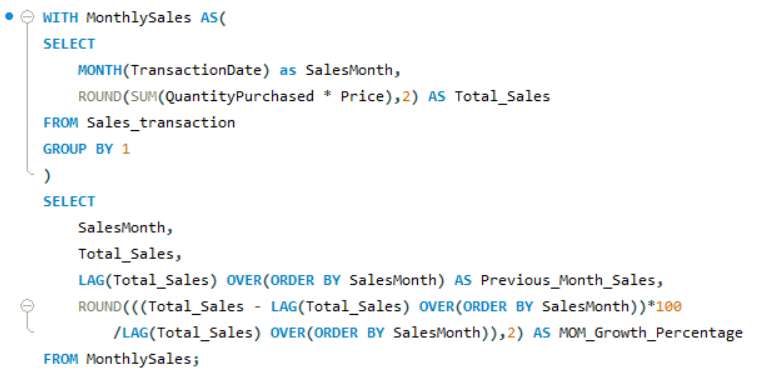 WITH MonthlySales AS(
SELECT
MONTH(TransactionDate) as SalesMonth,
ROUND(SUM(QuantityPurchased * Price),2) AS Total_Sales
FROM Sales_transaction
GROUP BY 1
)
SELECT
SalesMonth,
Total_Sales,
LAG(Total_Sales) OVER(ORDER BY SalesMonth) AS Previous_Month_Sales,
ROUND(((Total_Sales - LAG(Total_Sales) OVER(ORDER BY SalesMonth))*100
/LAG(Total_Sales) OVER(ORDER BY SalesMonth)),2) AS MOM_Growth_Percentage
FROM MonthlySales;